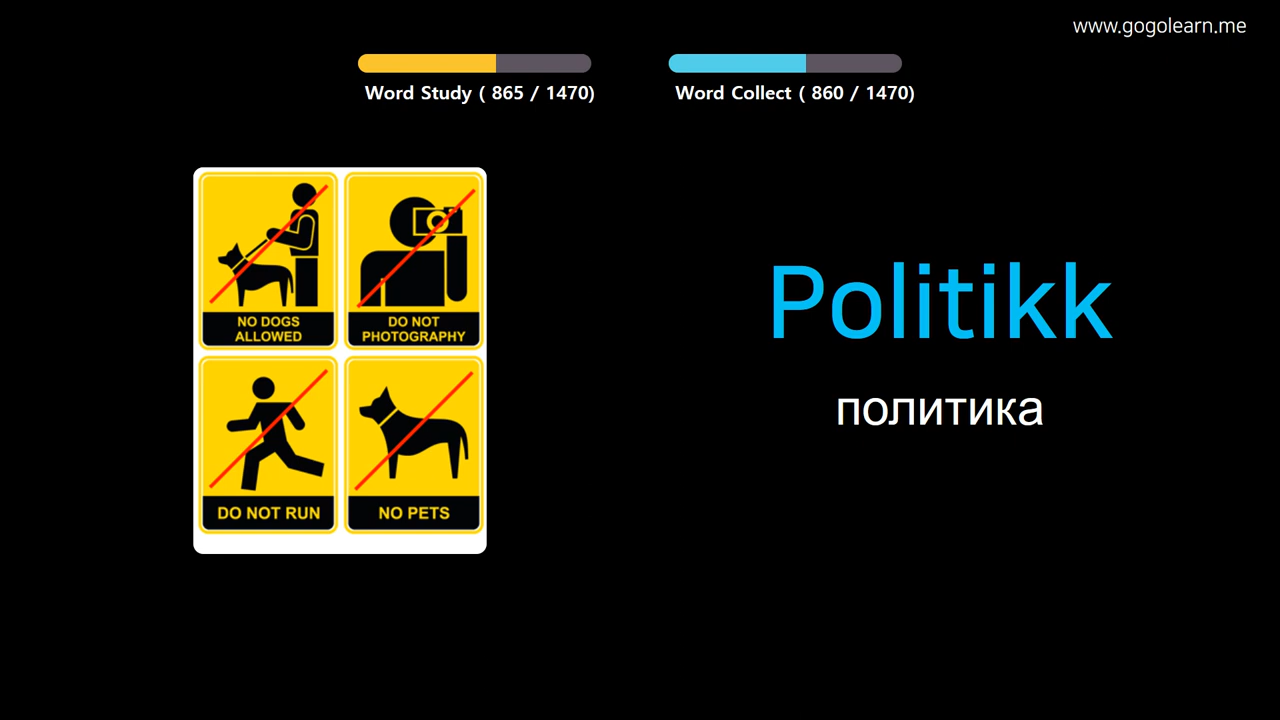 www.gogolearn.me
Word Study ( 865 / 1470)
Word Collect ( 860 / 1470)
NO DOGS
ALLOWED
DO NOT
PHOTOGRAPHY
DO NOT RUN
NO PETS
Politikk
политика